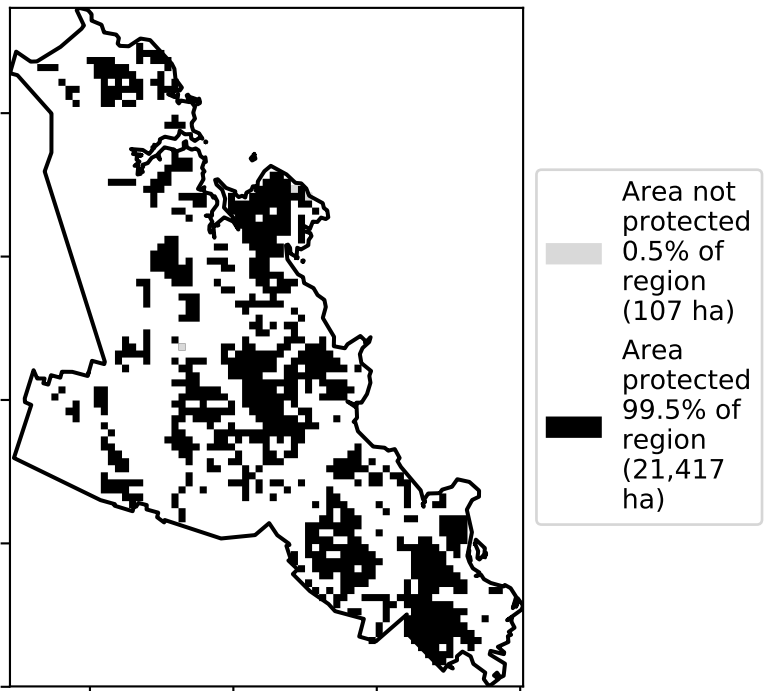 Area not
protected
0.5% of
region
(107 ha)
Area
protected
99.5% of
region
(21,417
ha)